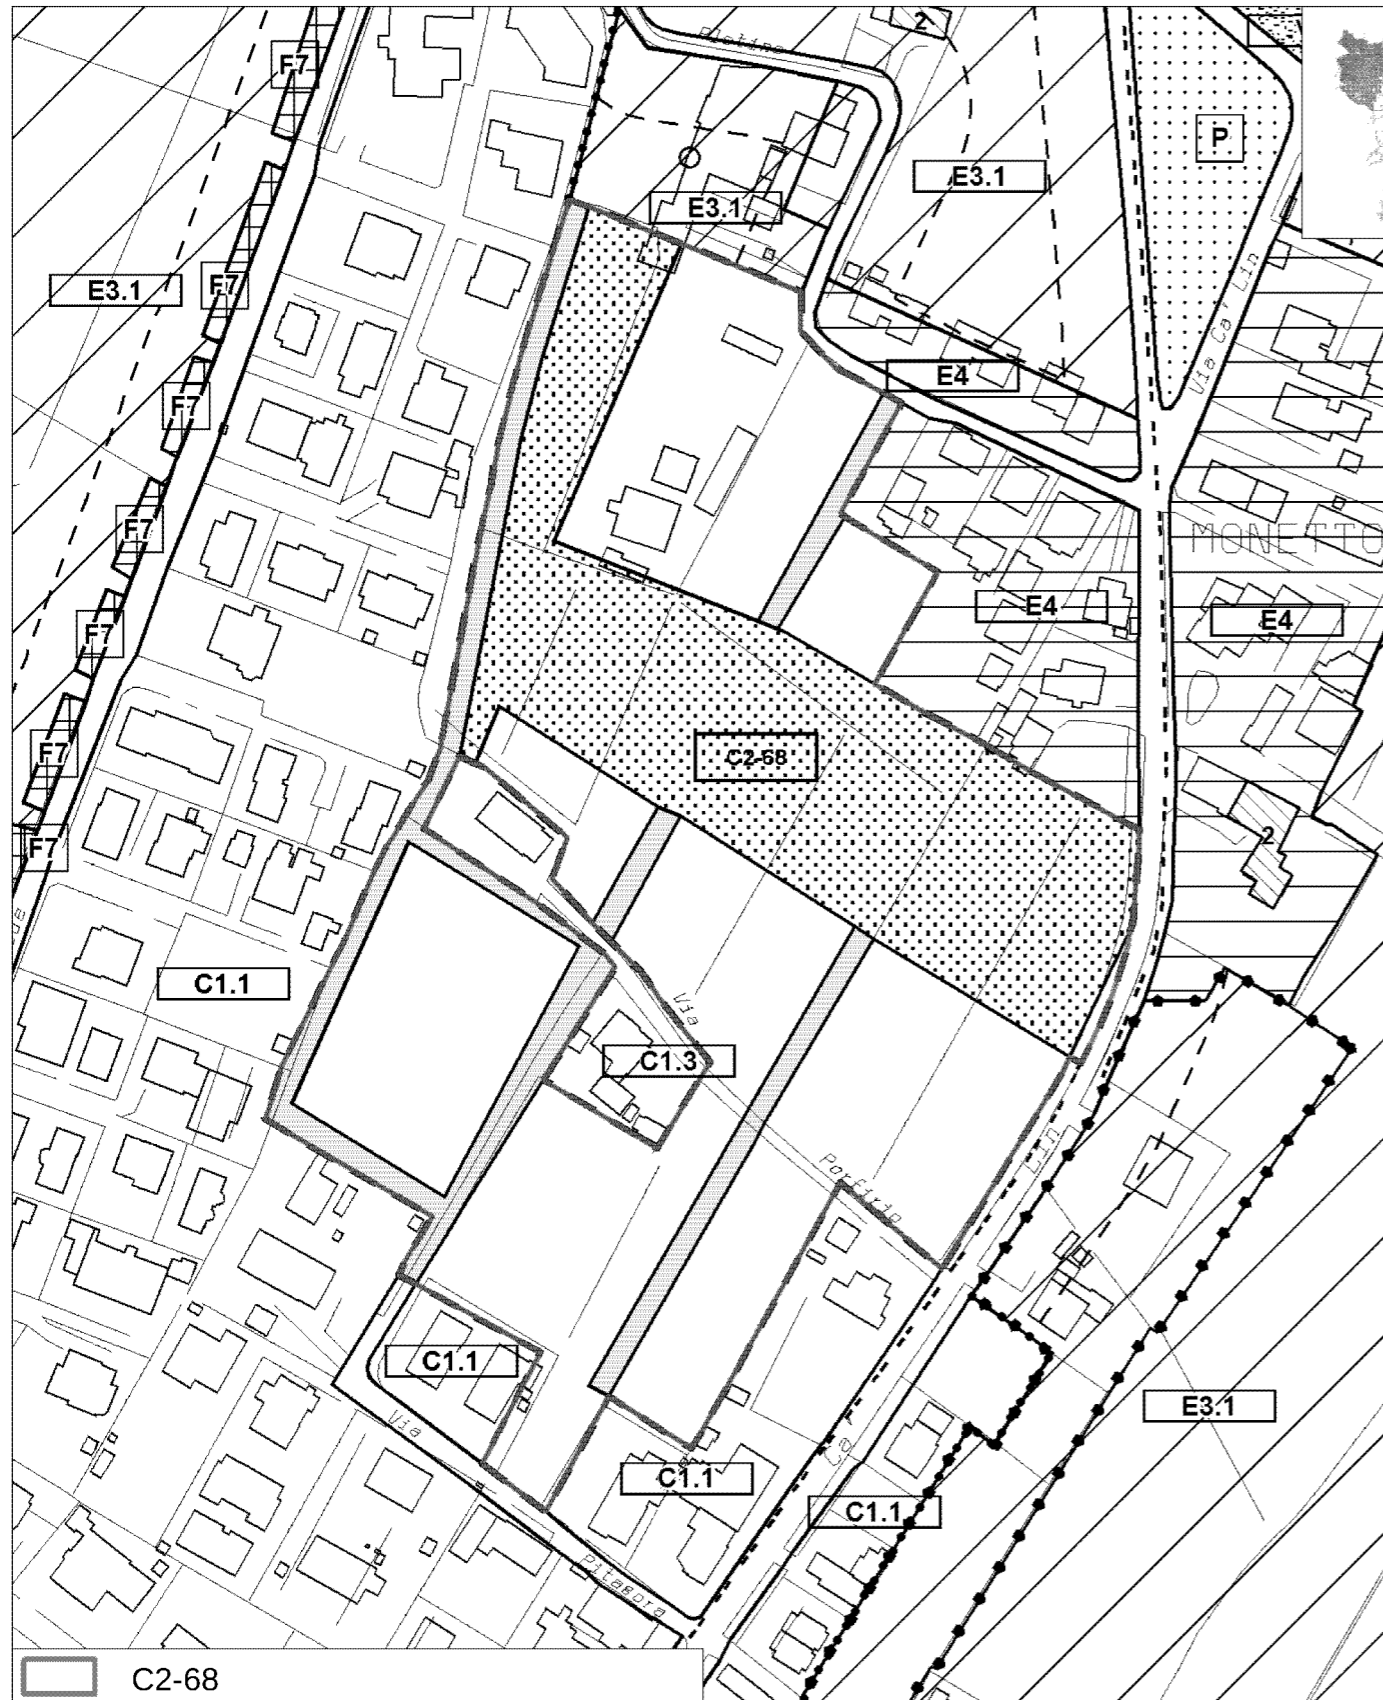 Plotino
2
F7
P
E3.1
E3.1
Via Ca' Lin
E3.1
F7
E4
F7
MONETTO
F7
E4
E4
F7
C2-68
F7
2
F7
C1.1
Via
C1.3
Lin
Porfirio
C1.1
E3.1
Via
Ca'
C1.1
C1.1
Pitagora
C2-68